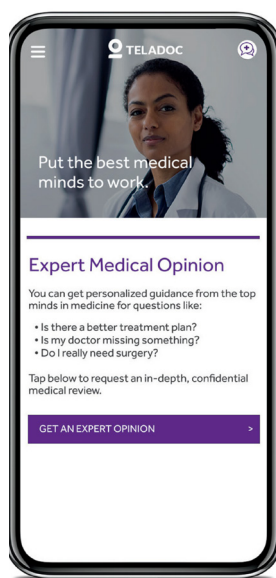 TELADOC
Put the best medical
minds to work.
Expert Medical Opinion
You can get personalized guidance from the top
minds in medicine for questions like:
• Is there a better treatment plan?
• Is my doctor missing something?
• Do I really need surgery?
Tap below to request an in-depth, confidential
medical review.
GET AN EXPERT OPINION >